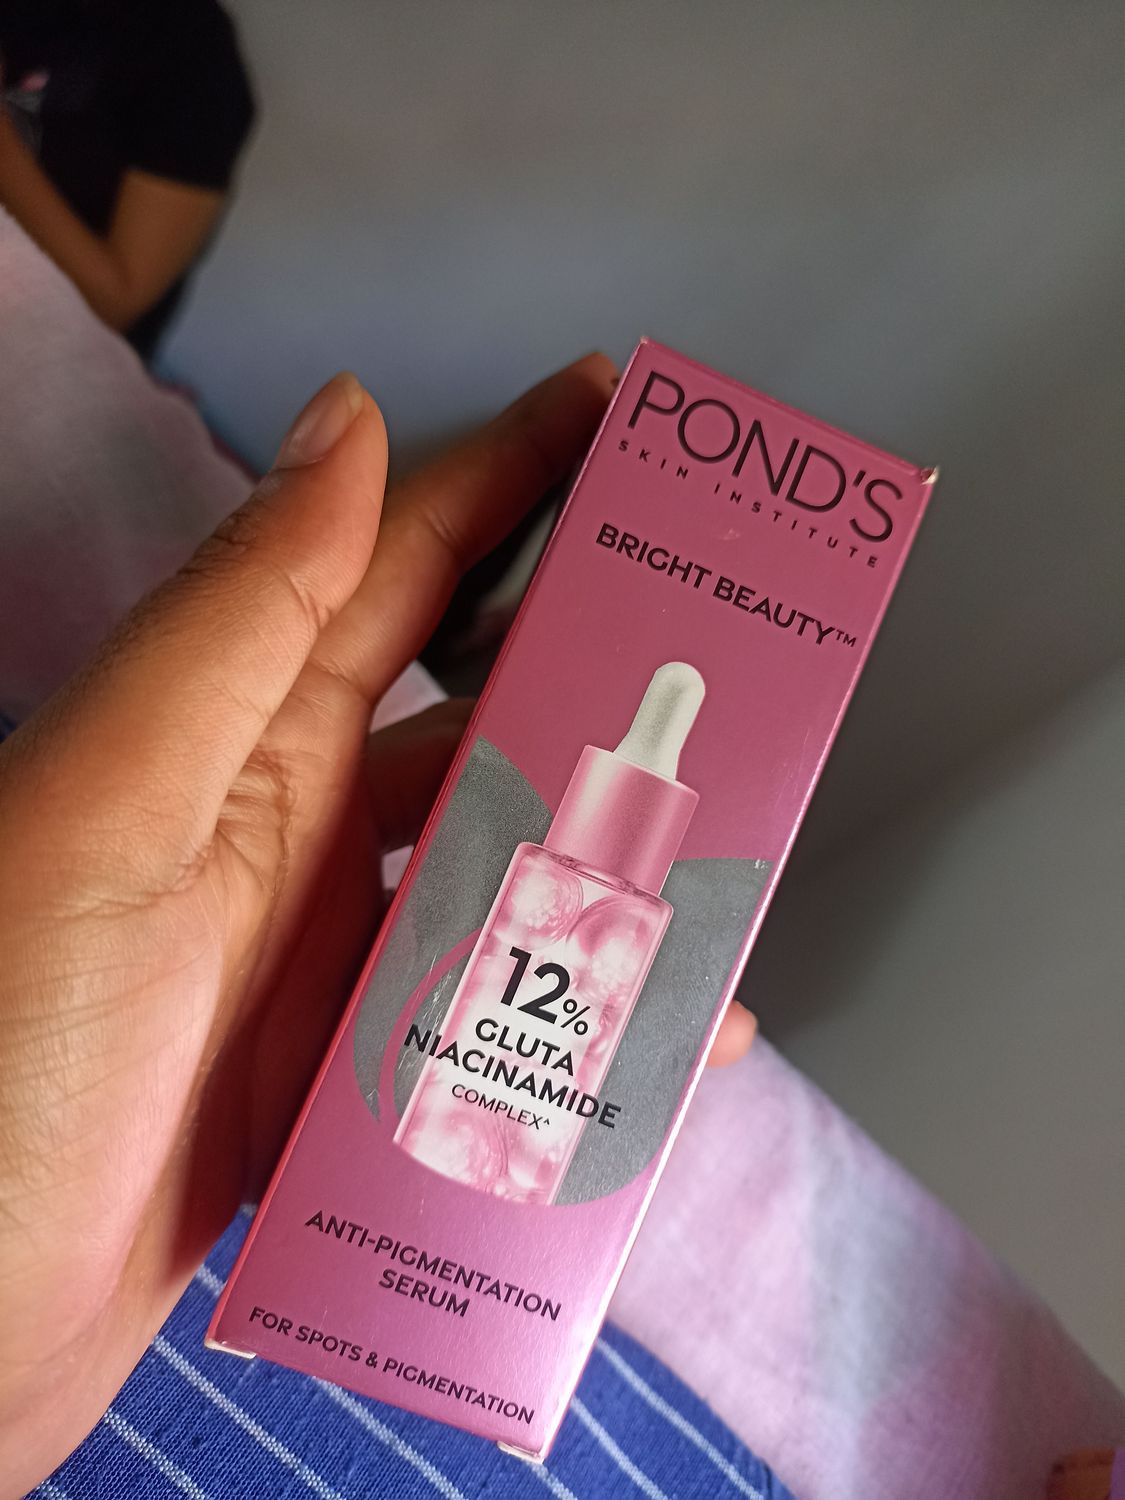 POND'S
SKIN INSTITUTE
BRIGHT BEAUTY™
12%
GLUTA
NIACINAMIDE
COMPLEX^
ANTI-PIGMENTATION
SERUM
FOR SPOTS & PIGMENTATION